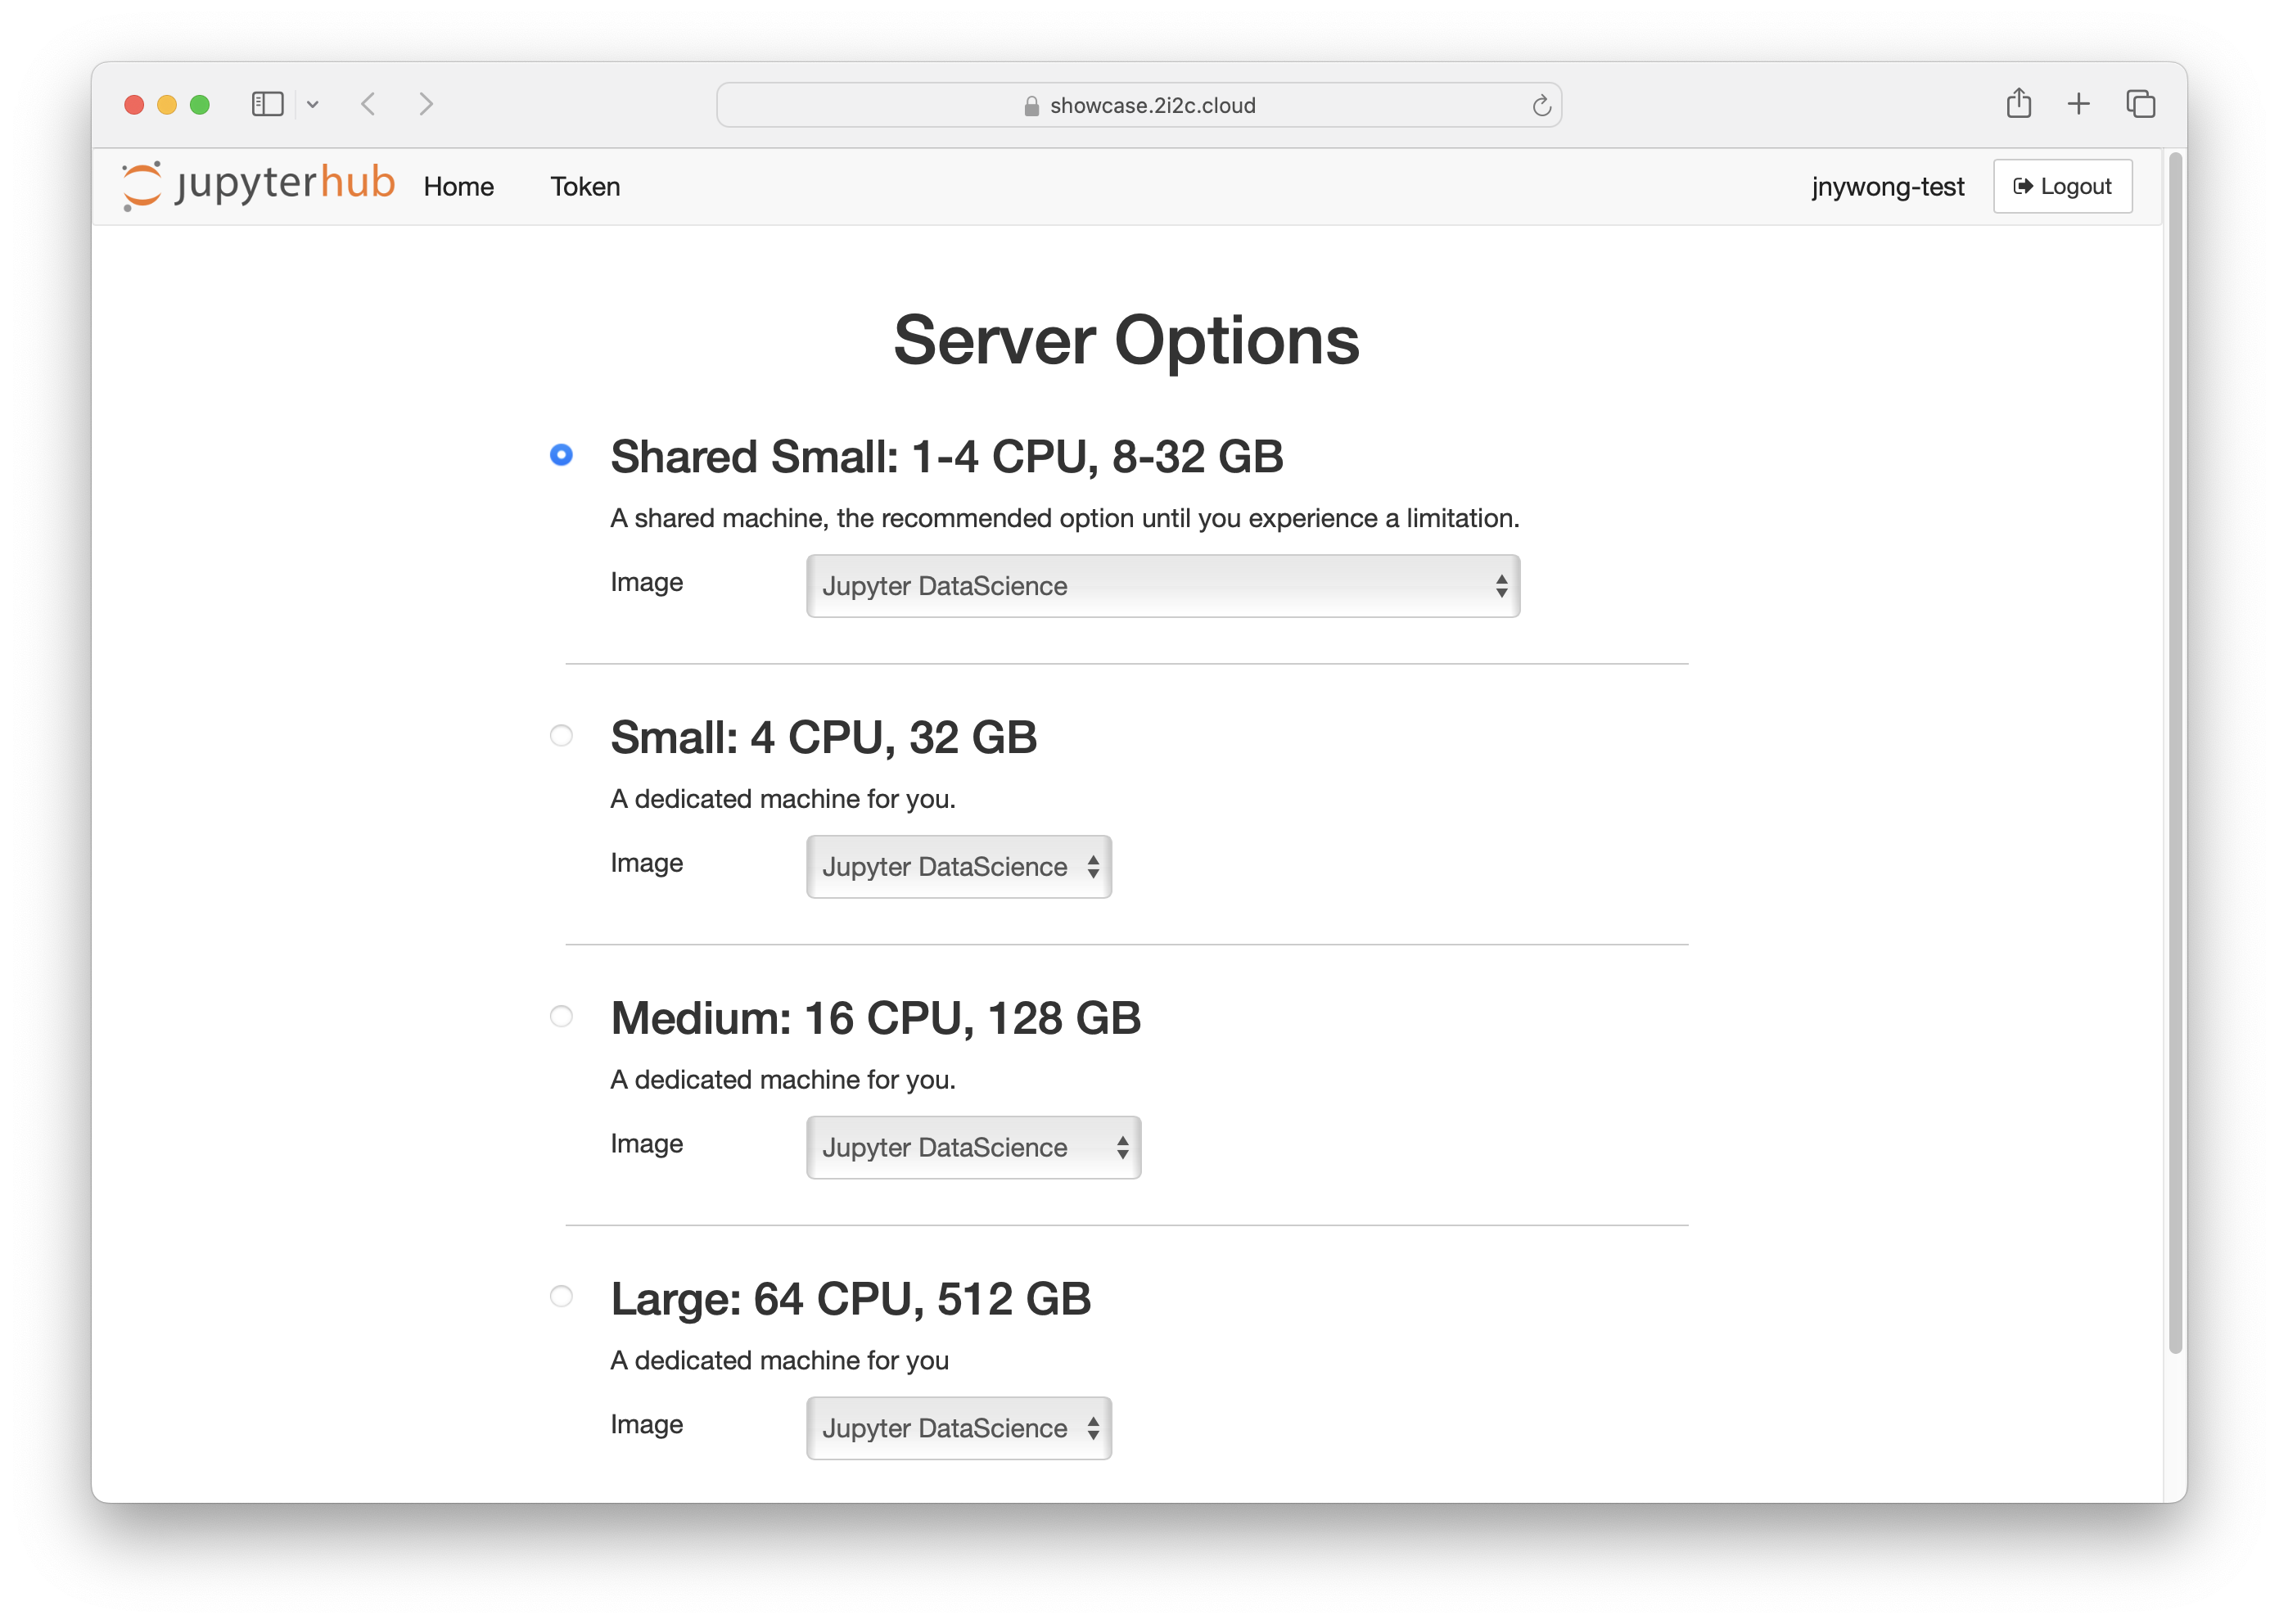 showcase.2i2c.cloud
jupyterhub Home Token jnywong-test Logout
Server Options
Shared Small: 1-4 CPU, 8-32 GB
A shared machine, the recommended option until you experience a limitation.
Image Jupyter DataScience
Small: 4 CPU, 32 GB
A dedicated machine for you.
Image Jupyter DataScience
Medium: 16 CPU, 128 GB
A dedicated machine for you.
Image Jupyter DataScience
Large: 64 CPU, 512 GB
A dedicated machine for you
Image Jupyter DataScience